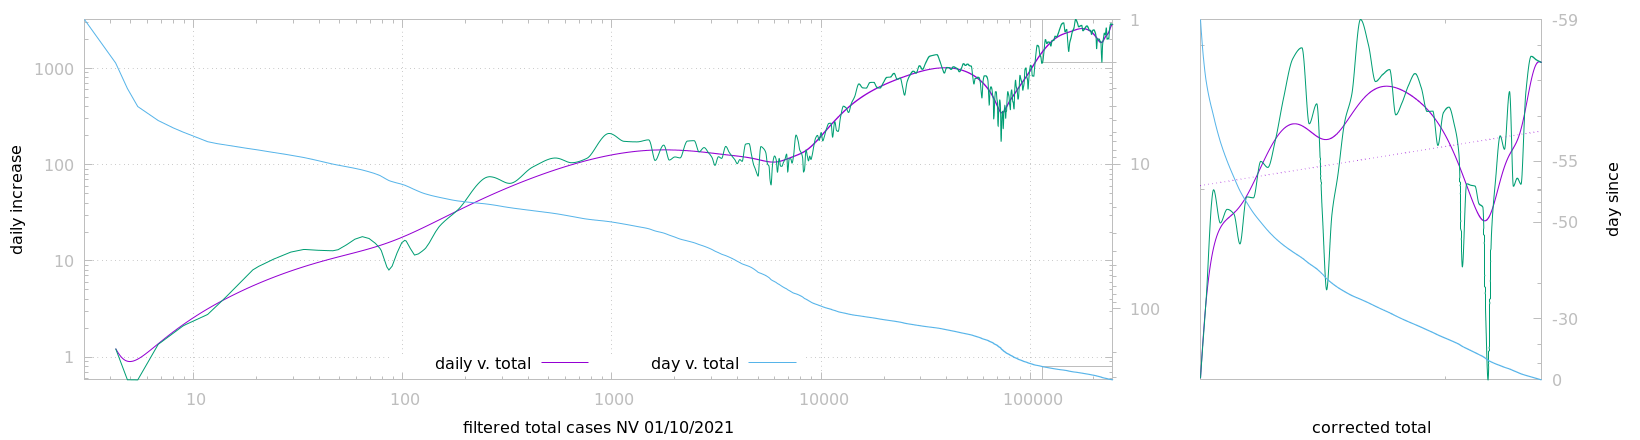 daily increase
1000
100
10
1
10
100
1000
10000
100000
daily v. total
day v. total
filtered total cases NV 01/10/2021
1
10
100
-59
-55
-50
-30
0
day since
corrected total